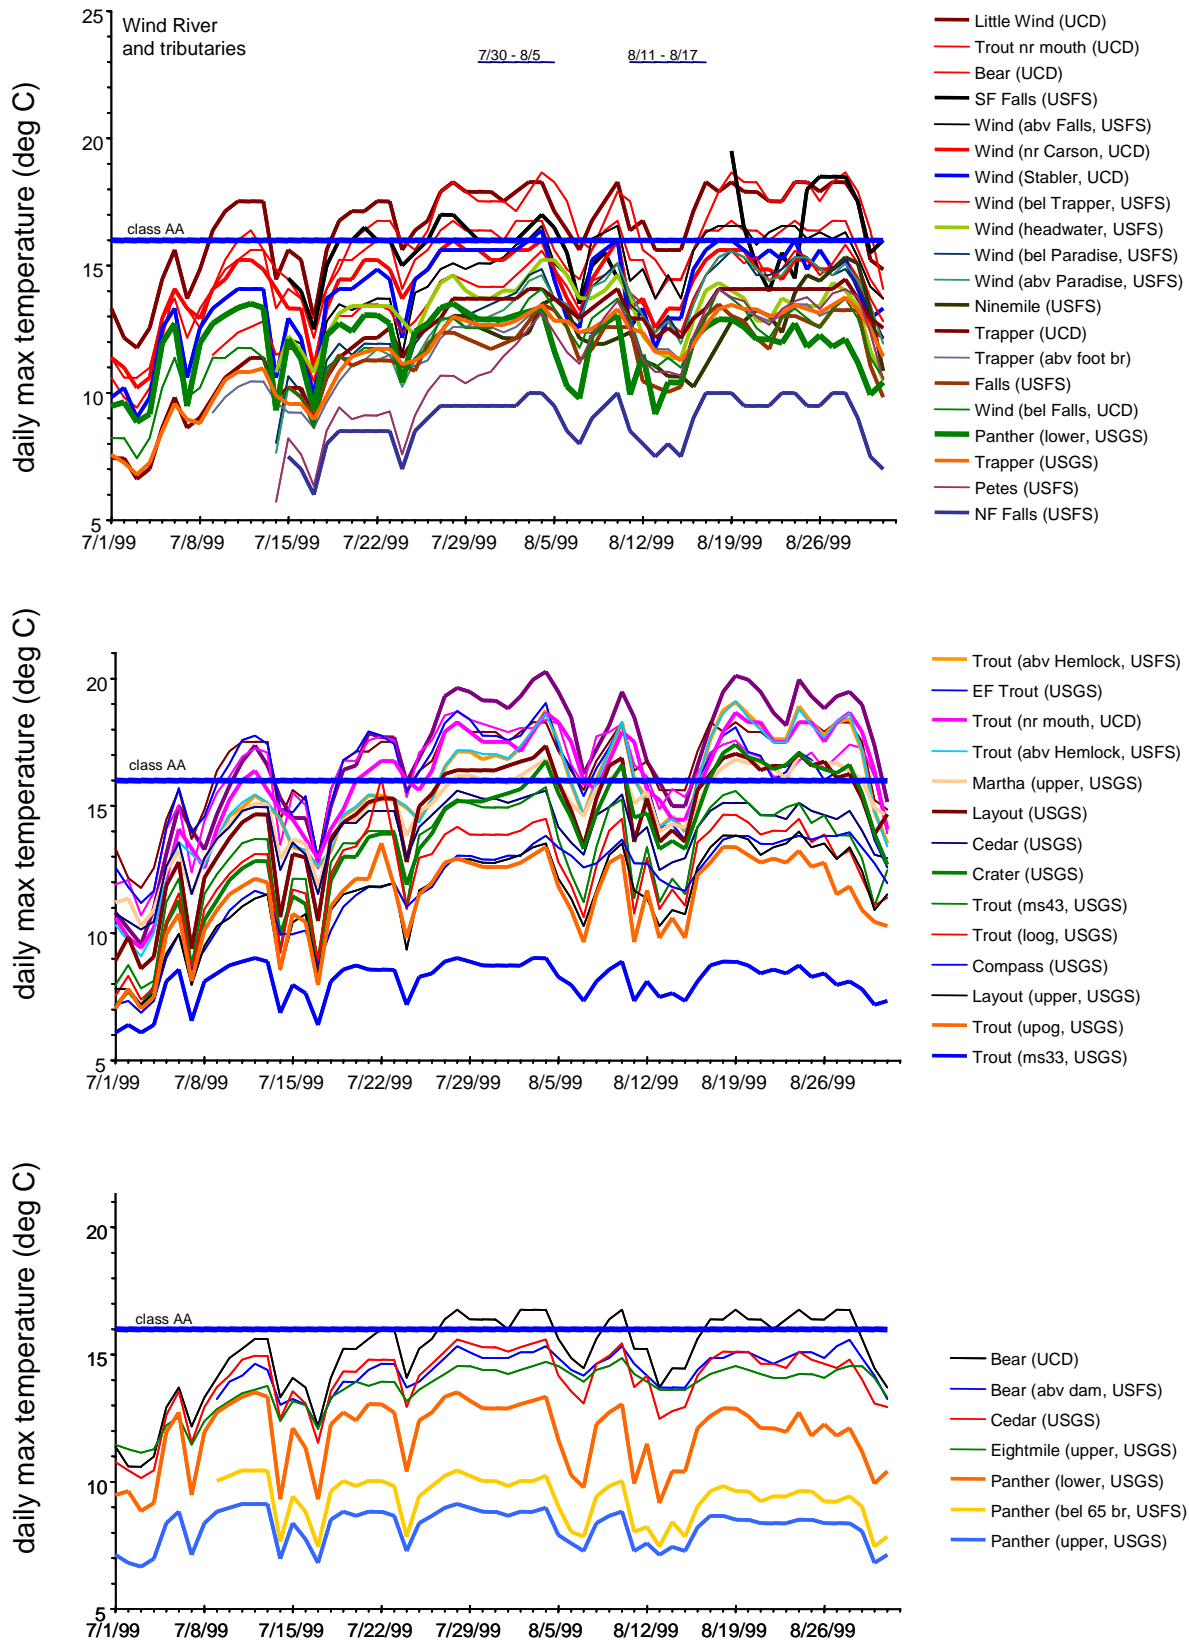 25
20
15
10
5
daily max temperature (deg C)
Wind River
and tributaries
7/30 - 8/5
8/11 - 8/17
class AA
7/1/99
7/8/99
7/15/99
7/22/99
7/29/99
8/5/99
8/12/99
8/19/99
8/26/99
Little Wind (UCD)
Trout nr mouth (UCD)
Bear (UCD)
SF Falls (USFS)
Wind (abv Falls, USFS)
Wind (nr Carson, UCD)
Wind (Stabler, UCD)
Wind (bel Trapper, USFS)
Wind (headwater, USFS)
Wind (bel Paradise, USFS)
Wind (abv Paradise, USFS)
Ninemile (USFS)
Trapper (UCD)
Trapper (abv foot br)
Falls (USFS)
Wind (bel Falls, UCD)
Panther (lower, USGS)
Trapper (USGS)
Petes (USFS)
NF Falls (USFS)
20
15
10
5
daily max temperature (deg C)
class AA
7/1/99
7/8/99
7/15/99
7/22/99
7/29/99
8/5/99
8/12/99
8/19/99
8/26/99
Trout (abv Hemlock, USFS)
EF Trout (USGS)
Trout (nr mouth, UCD)
Trout (abv Hemlock, USFS)
Martha (upper, USGS)
Layout (USGS)
Cedar (USGS)
Crater (USGS)
Trout (ms43, USGS)
Trout (loog, USGS)
Compass (USGS)
Layout (upper, USGS)
Trout (upog, USGS)
Trout (ms33, USGS)
20
15
10
5
daily max temperature (deg C)
class AA
7/1/99
7/8/99
7/15/99
7/22/99
7/29/99
8/5/99
8/12/99
8/19/99
8/26/99
Bear (UCD)
Bear (abv dam, USFS)
Cedar (USGS)
Eightmile (upper, USGS)
Panther (lower, USGS)
Panther (bel 65 br, USFS)
Panther (upper, USGS)